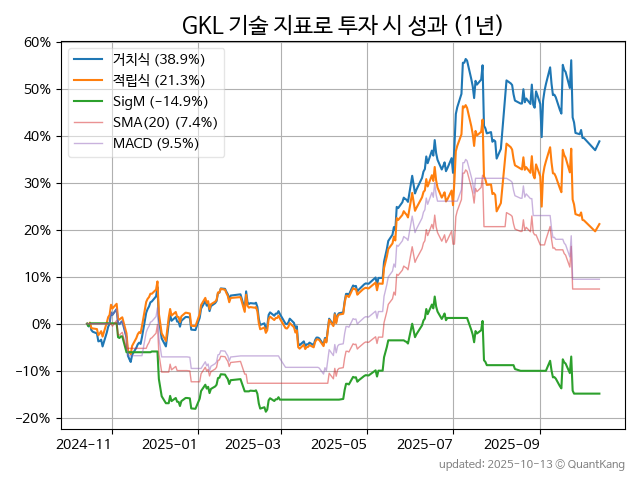 GKL 기술 지표로 투자 시 성과 (1년)
60%
50%
40%
30%
20%
10%
0%
−10%
−20%
거치식 (38.9%)
적립식 (21.3%)
SigM (−14.9%)
SMA(20) (7.4%)
MACD (9.5%)
2024-11
2025-01
2025-03
2025-05
2025-07
2025-09
updated: 2025-10-13 © QuantKang